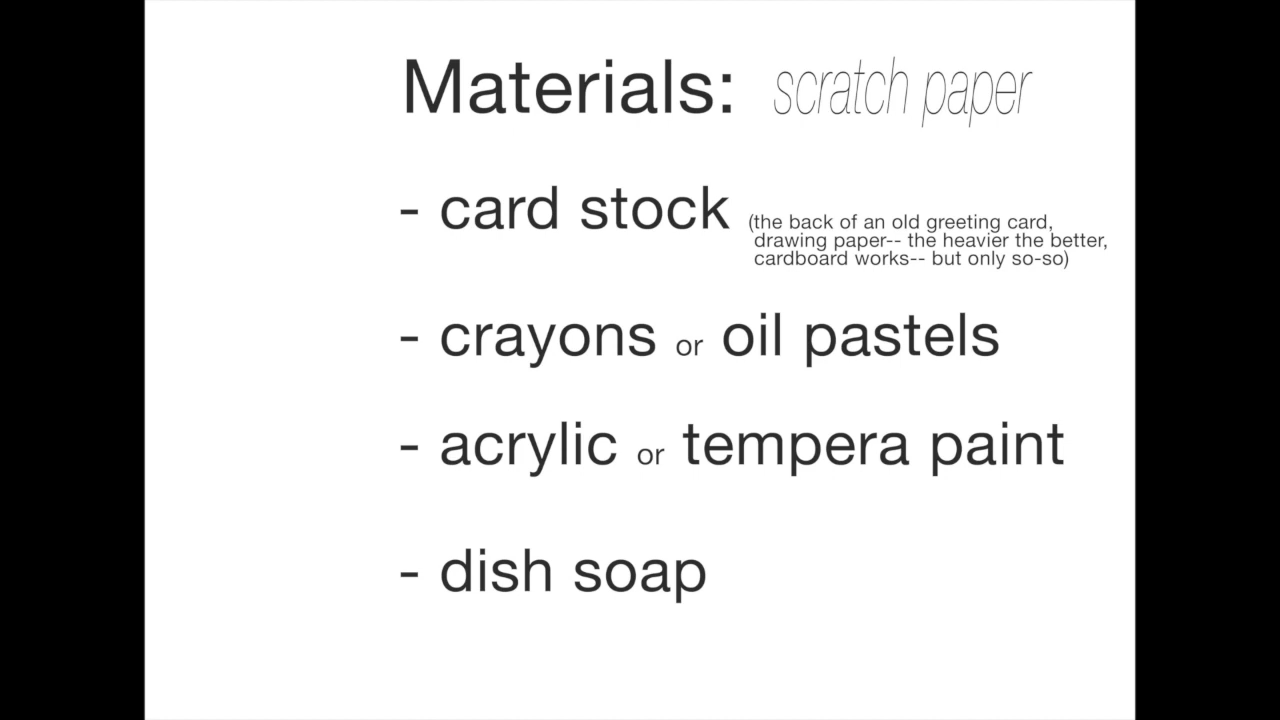 Materials: scratch paper
- card stock (the back of an old greeting card,
drawing paper-- the heavier the better,
cardboard works-- but only so-so)
- crayons or oil pastels
- acrylic or tempera paint
- dish soap